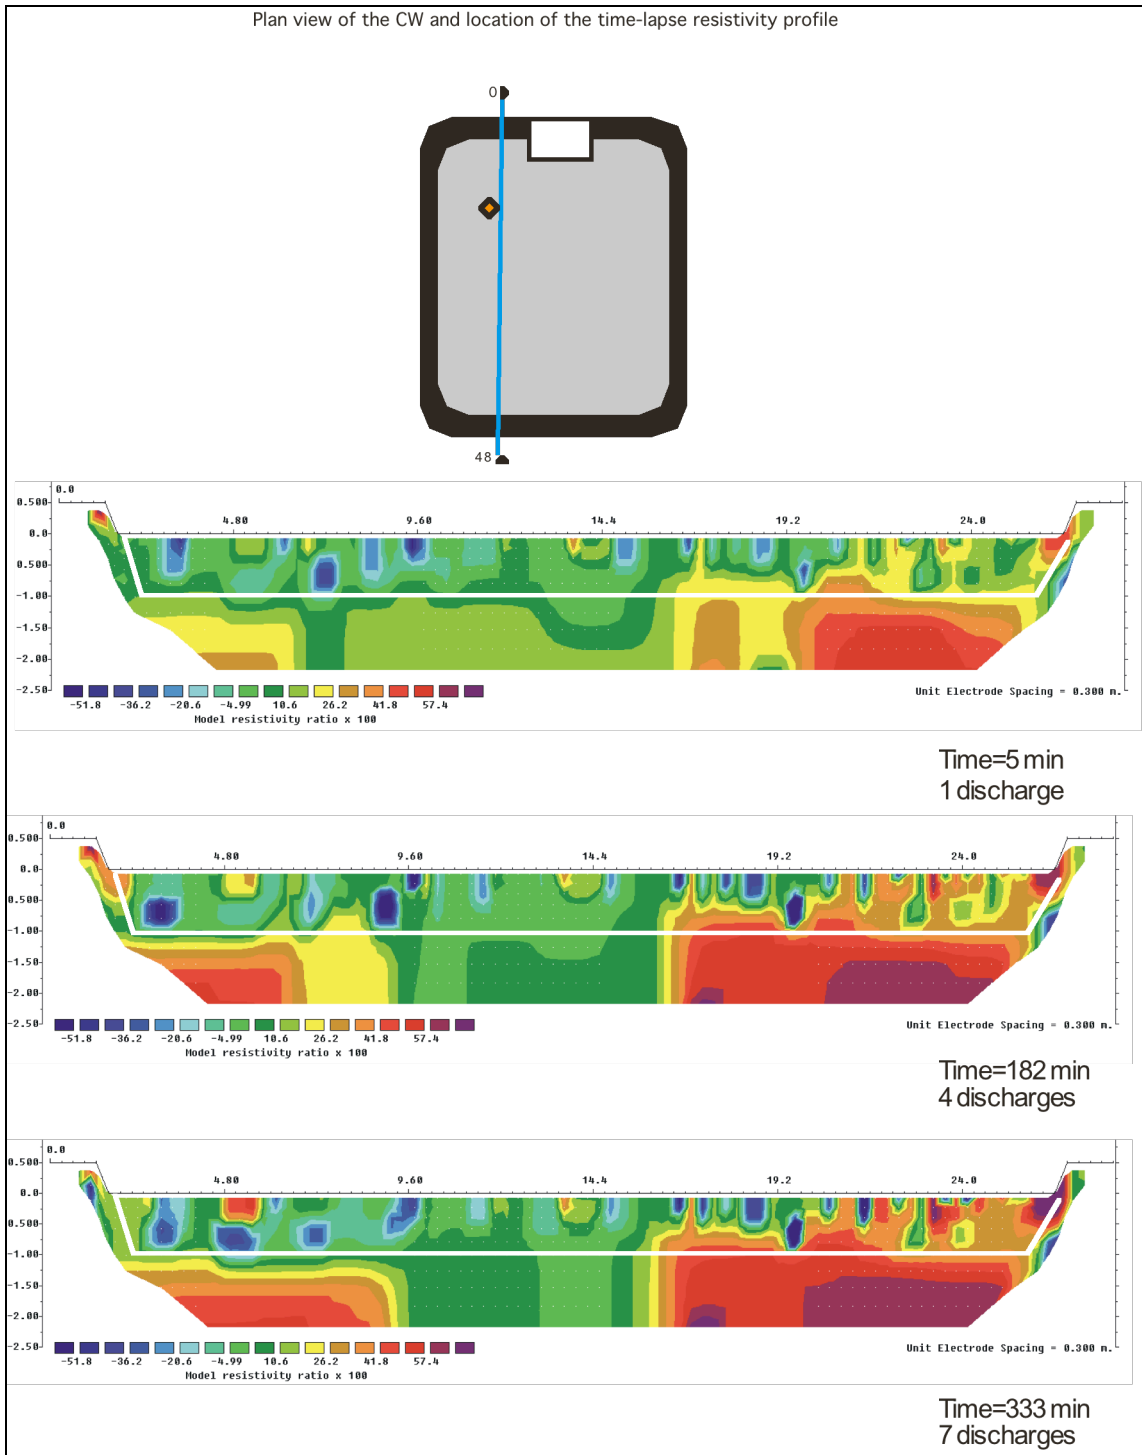 Plan view of the CW and location of the time-lapse resistivity profile
0
48
0.0
0.500
4.80 9.60 14.4 19.2 24.0
0.0
0.500
-1.00
-1.50
-2.00
-2.50
-51.8 -36.2 -20.6 -4.99 10.6 26.2 41.8 57.4
Model resistivity ratio x 100
Unit Electrode Spacing = 0.300 m.
Time=5 min
1 discharge
0.0
0.500
4.80 9.60 14.4 19.2 24.0
0.0
0.500
-1.00
-1.50
-2.00
-2.50
-51.8 -36.2 -20.6 -4.99 10.6 26.2 41.8 57.4
Model resistivity ratio x 100
Unit Electrode Spacing = 0.300 m.
Time=182 min
4 discharges
0.0
0.500
4.80 9.60 14.4 19.2 24.0
0.0
0.500
-1.00
-1.50
-2.00
-2.50
-51.8 -36.2 -20.6 -4.99 10.6 26.2 41.8 57.4
Model resistivity ratio x 100
Unit Electrode Spacing = 0.300 m.
Time=333 min
7 discharges